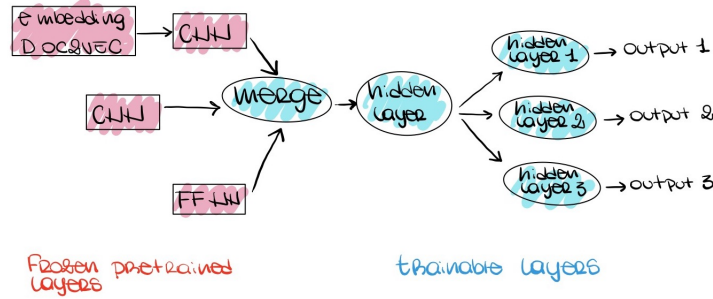 embedding
DOC2VEC
CNN
CNN
FFNN
merge
hidden
layer
hidden
layer 1
output 1
hidden
layer 2
output 2
hidden
layer 3
output 3
Frozen pretrained
layers
trainable layers